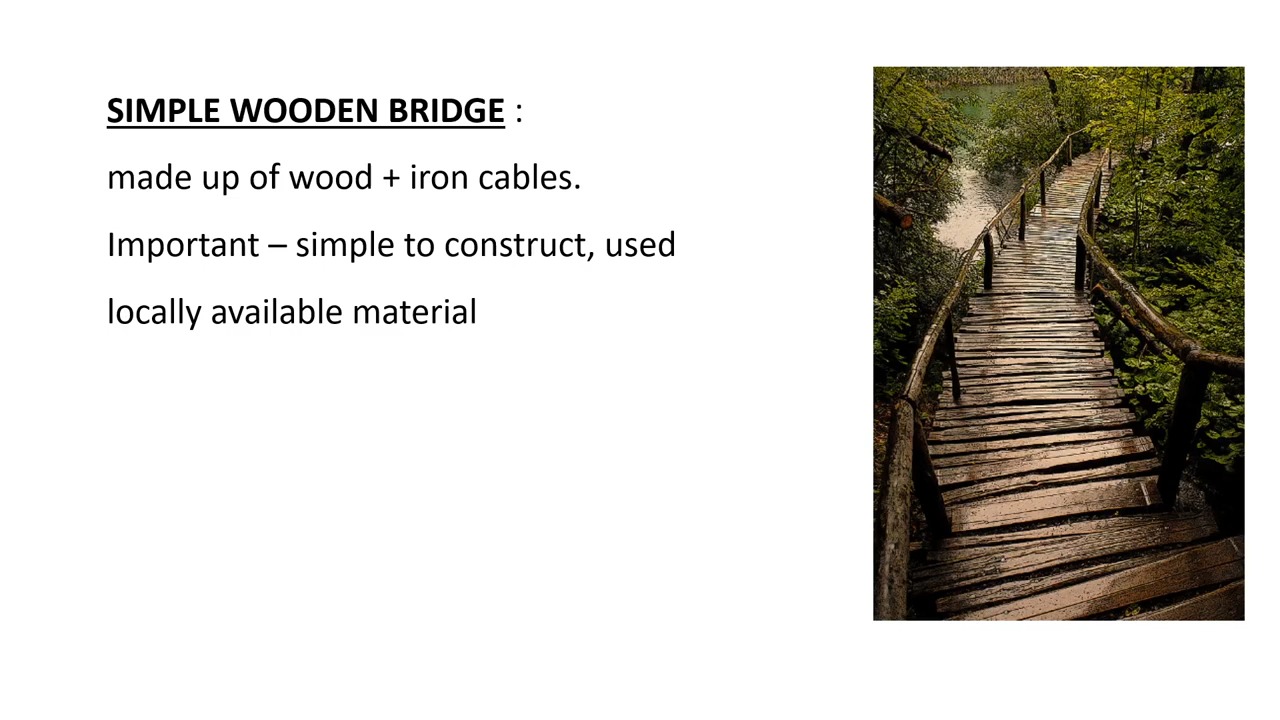 SIMPLE WOODEN BRIDGE :
made up of wood + iron cables.
Important – simple to construct, used
locally available material